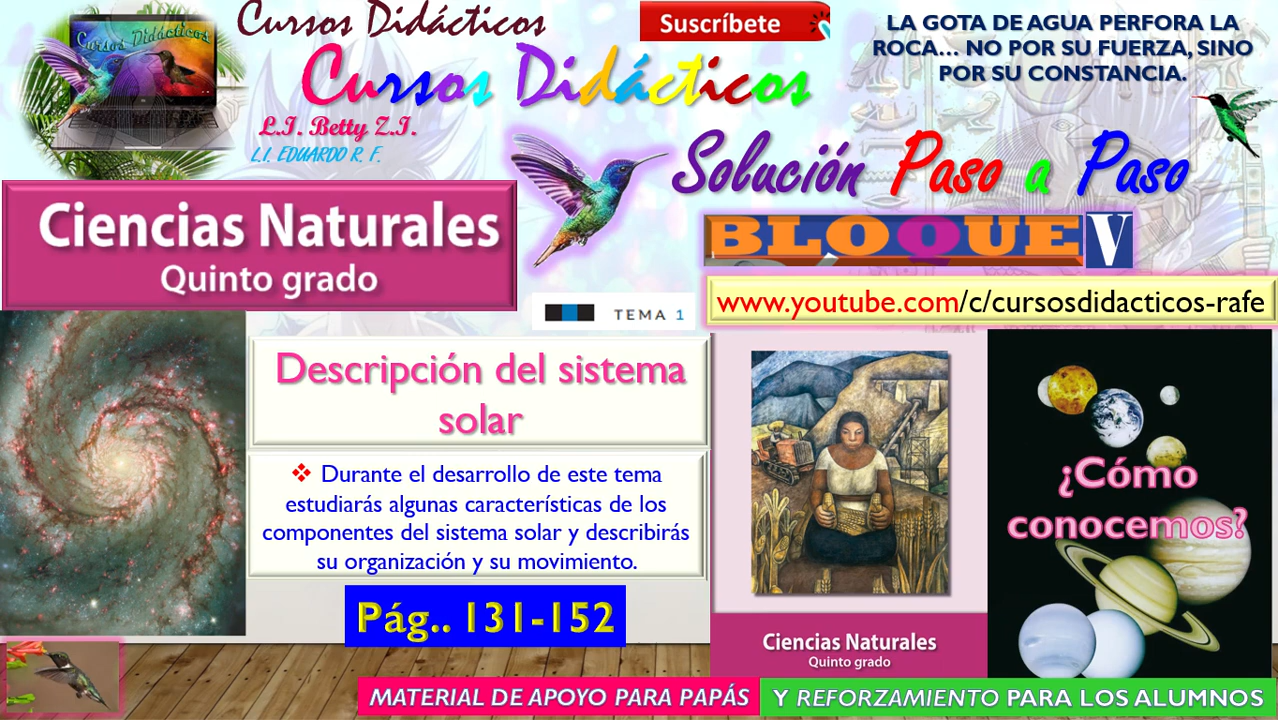 Cursos Didácticos
Cursos Didácticos
Cursos Didácticos
L.I. Betty Z.I.
L.I. EDUARDO R. F.
Suscríbete
LA GOTA DE AGUA PERFORA LA
ROCA... NO POR SU FUERZA, SINO
POR SU CONSTANCIA.
Solución Paso a Paso
Ciencias Naturales
Quinto grado
BLOQUE V
www.youtube.com/c/cursosdidacticos-rafe
TEMA 1
Descripción del sistema
solar
❖ Durante el desarrollo de este tema
estudiarás algunas características de los
componentes del sistema solar y describirás
su organización y su movimiento.
Pág.. 131-152
Ciencias Naturales
Quinto grado
¿Cómo
conocemos?
MATERIAL DE APOYO PARA PAPÁS Y REFORZAMIENTO PARA LOS ALUMNOS